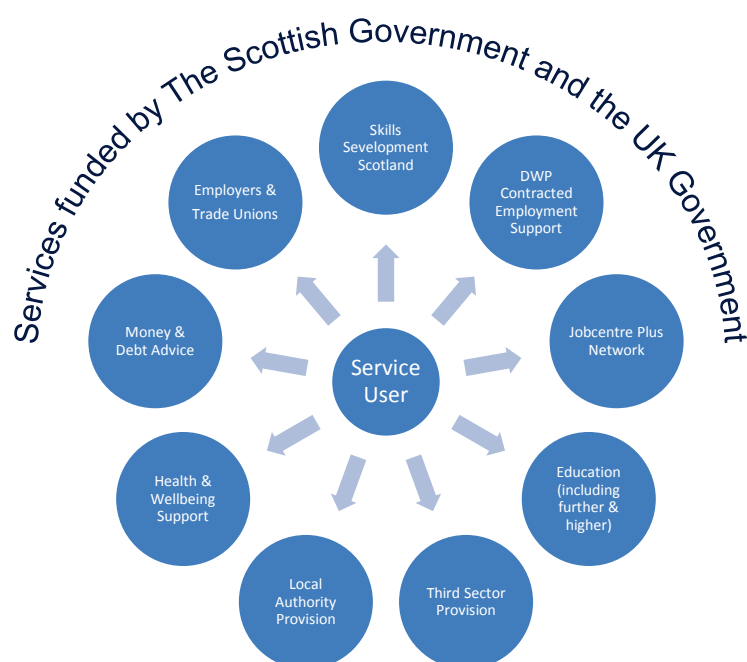 Services funded by The Scottish Government and the UK Government
Skills
Sevelopment
Scotland
DWP
Contracted
Employment
Support
Jobcentre Plus
Network
Education
(including
further &
higher)
Third Sector
Provision
Local
Authority
Provision
Health &
Wellbeing
Support
Money &
Debt Advice
Employers &
Trade Unions
Service
User